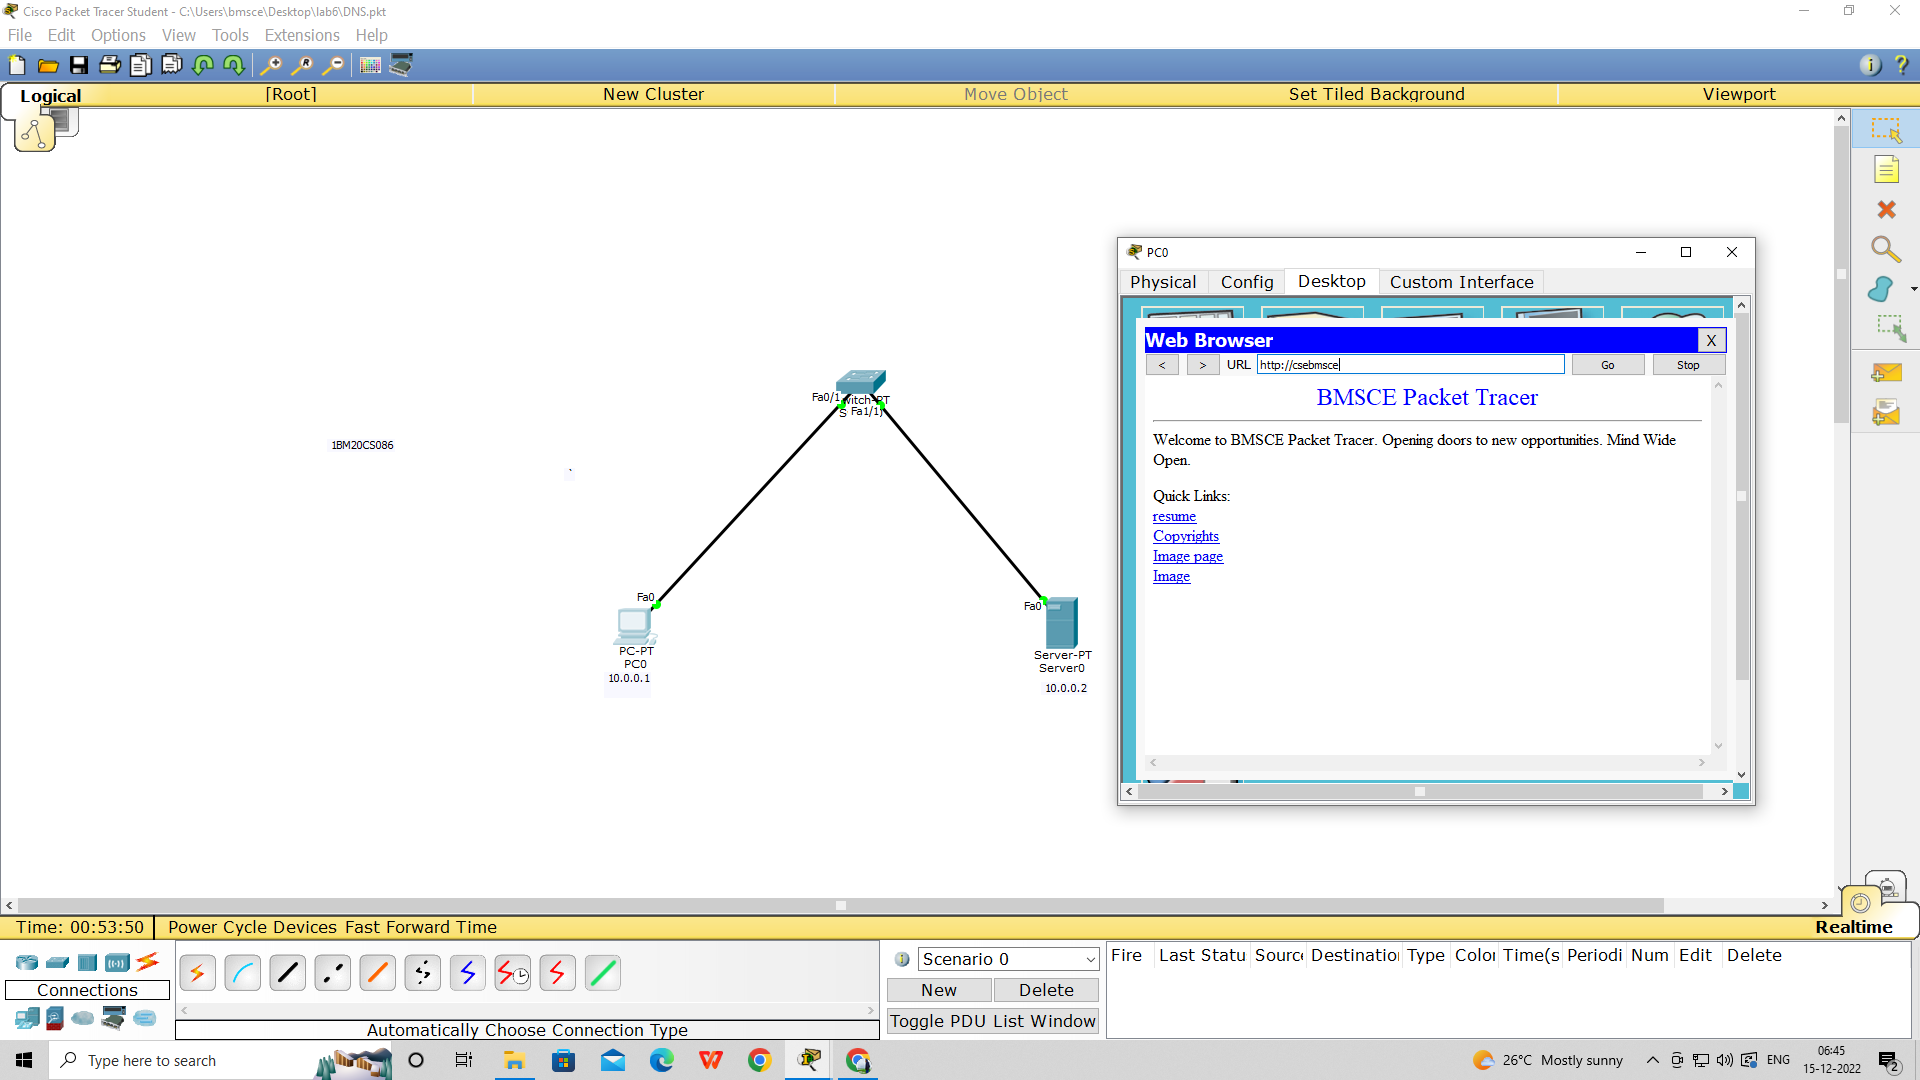 Cisco Packet Tracer Student - C:\Users\bmsce\Desktop\lab6\DNS.pkt
File Edit Options View Tools Extensions Help
Logical [Root] New Cluster Move Object Set Tiled Background Viewport
PC0
Physical Config Desktop Custom Interface
Web Browser X
< > URL http://csebmsce Go Stop
BMSCE Packet Tracer
Welcome to BMSCE Packet Tracer. Opening doors to new opportunities. Mind Wide
Open.
Quick Links:
resume
Copyrights
Image page
Image
Fa0/1 witch-PT
S Fa1/1)
1BM20CS086
Fa0
PC-PT
PC0
10.0.0.1
Fa0
Server-PT
Server0
10.0.0.2
Time: 00:53:50 Power Cycle Devices Fast Forward Time Realtime
Connections
Automatically Choose Connection Type
Scenario 0
New Delete
Toggle PDU List Window
Fire Last Statu Sourc Destinatio Type Color Time(s Periodi Num Edit Delete
Type here to search
26°C Mostly sunny ENG
06:45
15-12-2022
2